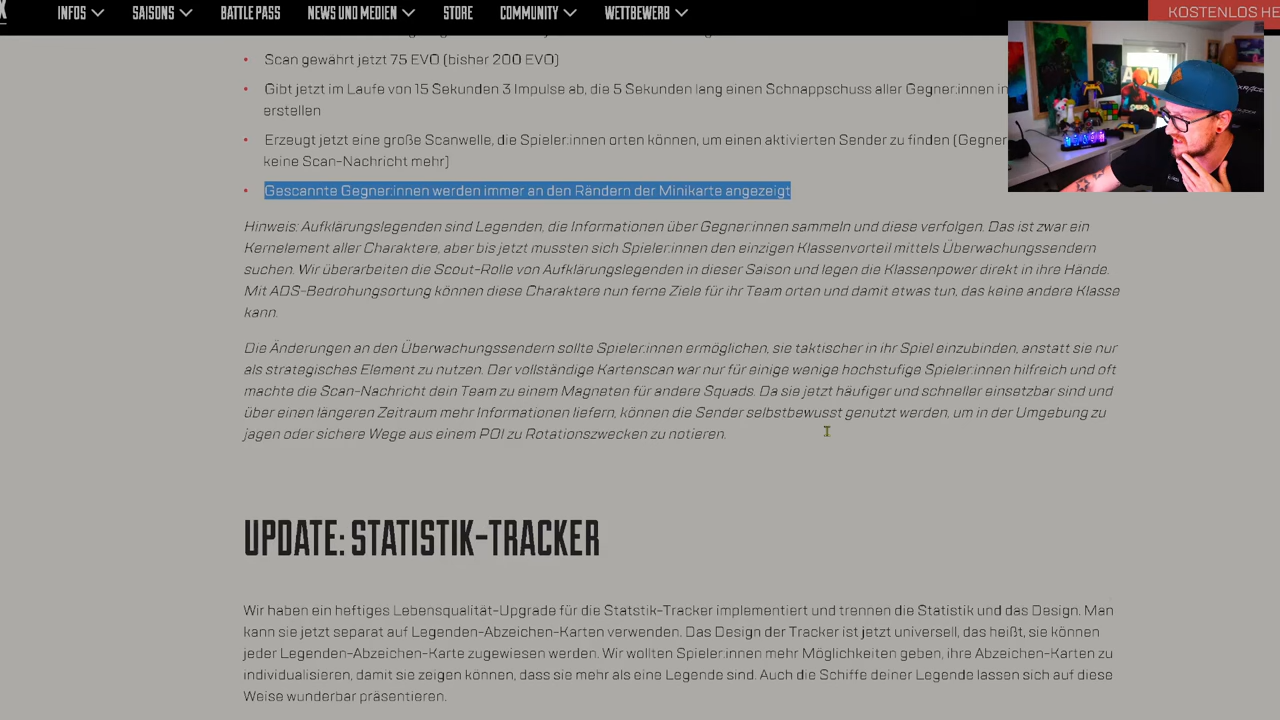 INFOS
SAISONS
BATTLE PASS
NEWS UND MEDIEN
STORE
COMMUNITY
WETTBEWERB
KOSTENLOS HE
• Scan gewährt jetzt 75 EVO (bisher 200 EVO)
• Gibt jetzt im Laufe von 15 Sekunden 3 Impulse ab, die 5 Sekunden lang einen Schnappschuss aller Gegner:innen in
erstellen
• Erzeugt jetzt eine große Scanwelle, die Spieler:innen orten können, um einen aktivierten Sender zu finden (Gegner
keine Scan-Nachricht mehr)
• Gescannte Gegner:innen werden immer an den Rändern der Minikarte angezeigt
Hinweis: Aufklärungslegenden sind Legenden, die Informationen über Gegner:innen sammeln und diese verfolgen. Das ist zwar ein
Kernelement aller Charaktere, aber bis jetzt mussten sich Spieler:innen den einzigen Klassenvorteil mittels Überwachungssendern
suchen. Wir überarbeiten die Scout-Rolle von Aufklärungslegenden in dieser Saison und legen die Klassenpower direkt in ihre Hände.
Mit ADS-Bedrohungsortung können diese Charaktere nun ferne Ziele für ihr Team orten und damit etwas tun, das keine andere Klasse
kann.
Die Änderungen an den Überwachungssendern sollte Spieler:innen ermöglichen, sie taktischer in ihr Spiel einzubinden, anstatt sie nur
als strategisches Element zu nutzen. Der vollständige Kartenscan war nur für einige wenige hochstufige Spieler:innen hilfreich und oft
machte die Scan-Nachricht dein Team zu einem Magneten für andere Squads. Da sie jetzt häufiger und schneller einsetzbar sind und
über einen längeren Zeitraum mehr Informationen liefern, können die Sender selbstbewusst genutzt werden, um in der Umgebung zu
jagen oder sichere Wege aus einem POI zu Rotationszwecken zu notieren.
UPDATE: STATISTIK-TRACKER
Wir haben ein heftiges Lebensqualität-Upgrade für die Statstik-Tracker implementiert und trennen die Statistik und das Design. Man
kann sie jetzt separat auf Legenden-Abzeichen-Karten verwenden. Das Design der Tracker ist jetzt universell, das heißt, sie können
jeder Legenden-Abzeichen-Karte zugewiesen werden. Wir wollten Spieler:innen mehr Möglichkeiten geben, ihre Abzeichen-Karten zu
individualisieren, damit sie zeigen können, dass sie mehr als eine Legende sind. Auch die Schiffe deiner Legende lassen sich auf diese
Weise wunderbar präsentieren.